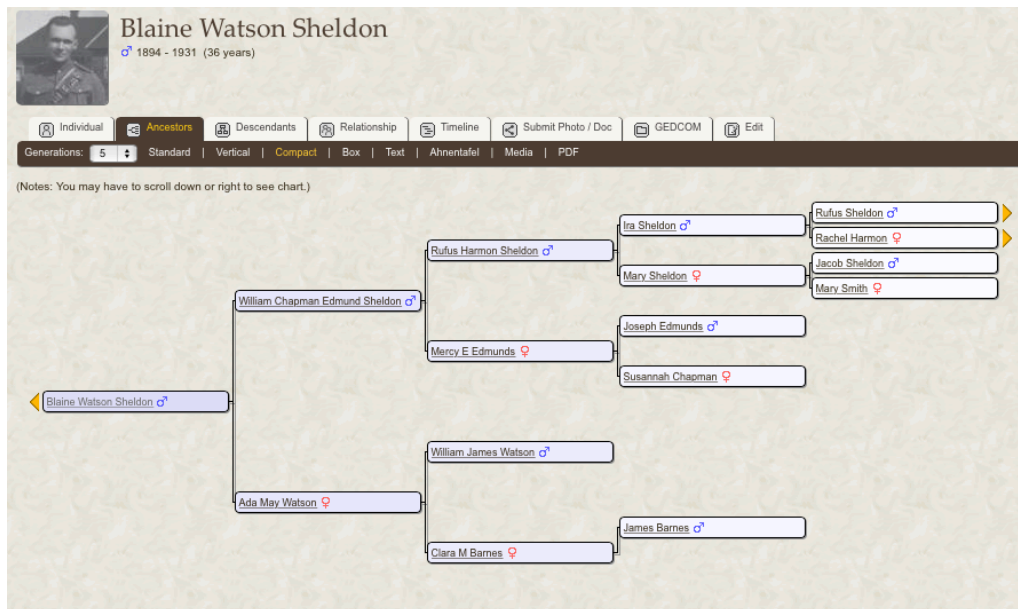 Blaine Watson Sheldon
♂ 1894 - 1931 (36 years)
Individual
Ancestors
Descendants
Relationship
Timeline
Submit Photo / Doc
GEDCOM
Edit
Generations: 5 Standard | Vertical | Compact | Box | Text | Ahnentafel | Media | PDF
(Notes: You may have to scroll down or right to see chart.)
Rufus Sheldon ♂
Ira Sheldon ♂
Rachel Harmon ♀
Rufus Harmon Sheldon ♂
Jacob Sheldon ♂
Mary Sheldon ♀
Mary Smith ♀
William Chapman Edmund Sheldon ♂
Joseph Edmunds ♂
Mercy E Edmunds ♀
Susannah Chapman ♀
Blaine Watson Sheldon ♂
William James Watson ♂
Ada May Watson ♀
James Barnes ♂
Clara M Barnes ♀